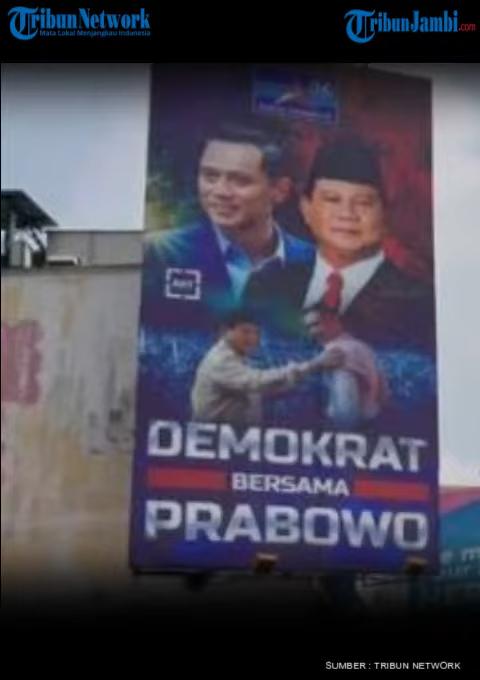 TribunNetwork
Mata Lokal Menjangkau Indonesia
TribunJambi.com
AHY
DEMOKRAT
BERSAMA
PRABOWO
SUMBER : TRIBUN NETWORK